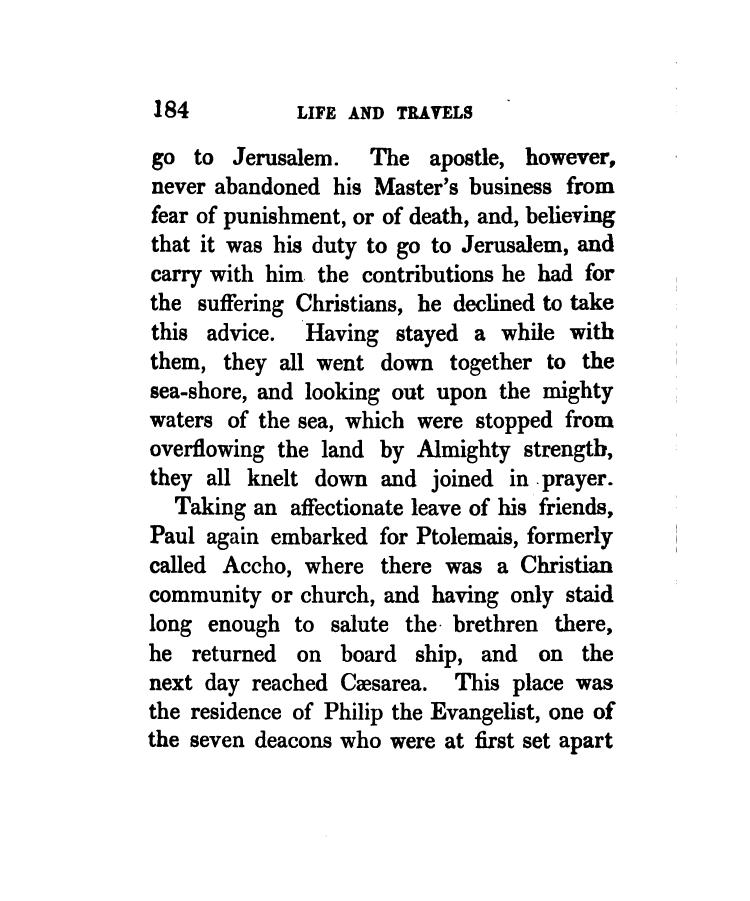 184 LIFE AND TRAVELS
go to Jerusalem. The apostle, however,
never abandoned his Master's business from
fear of punishment, or of death, and, believing
that it was his duty to go to Jerusalem, and
carry with him the contributions he had for
the suffering Christians, he declined to take
this advice. Having stayed a while with
them, they all went down together to the
sea-shore, and looking out upon the mighty
waters of the sea, which were stopped from
overflowing the land by Almighty strength,
they all knelt down and joined in prayer.
Taking an affectionate leave of his friends,
Paul again embarked for Ptolemais, formerly
called Accho, where there was a Christian
community or church, and having only staid
long enough to salute the brethren there,
he returned on board ship, and on the
next day reached Cæsarea. This place was
the residence of Philip the Evangelist, one of
the seven deacons who were at first set apart